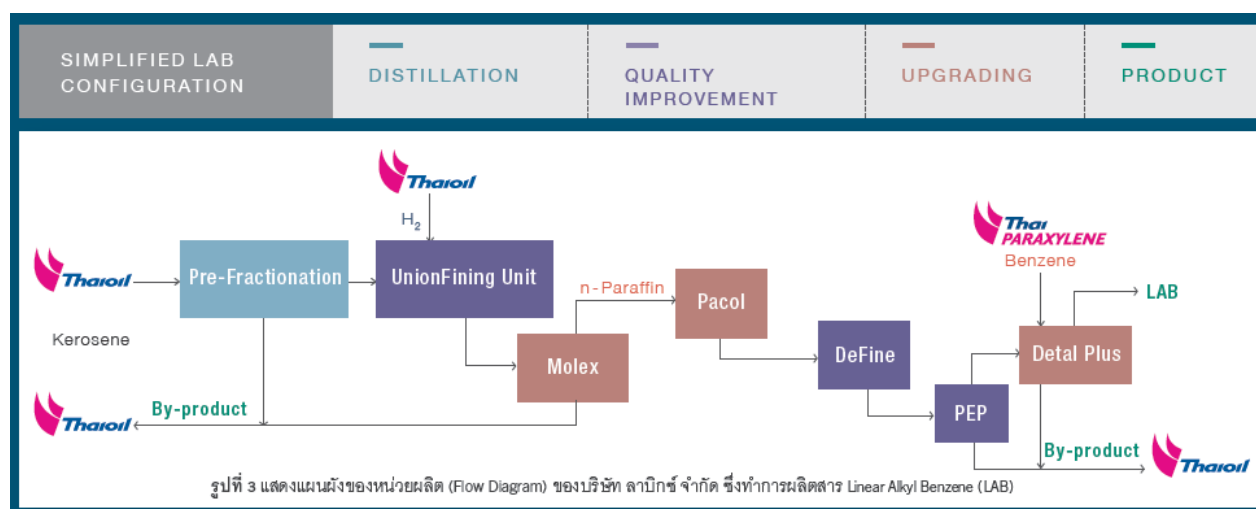 SIMPLIFIED LAB
CONFIGURATION
DISTILLATION
QUALITY
IMPROVEMENT
UPGRADING
PRODUCT
Thaioil
H2
Thai
PARAXYLENE
Benzene
Thaioil
Kerosene
Pre-Fractionation
UnionFining Unit
n-Paraffin
Pacol
LAB
Molex
DeFine
Detal Plus
PEP
Thaioil
By-product
By-product
Thaioil
รูปที่ 3 แสดงแผนผังของหน่วยผลิต (Flow Diagram) ของบริษัท ลาบิกซ์ จำกัด ซึ่งทำการผลิตสาร Linear Alkyl Benzene (LAB)